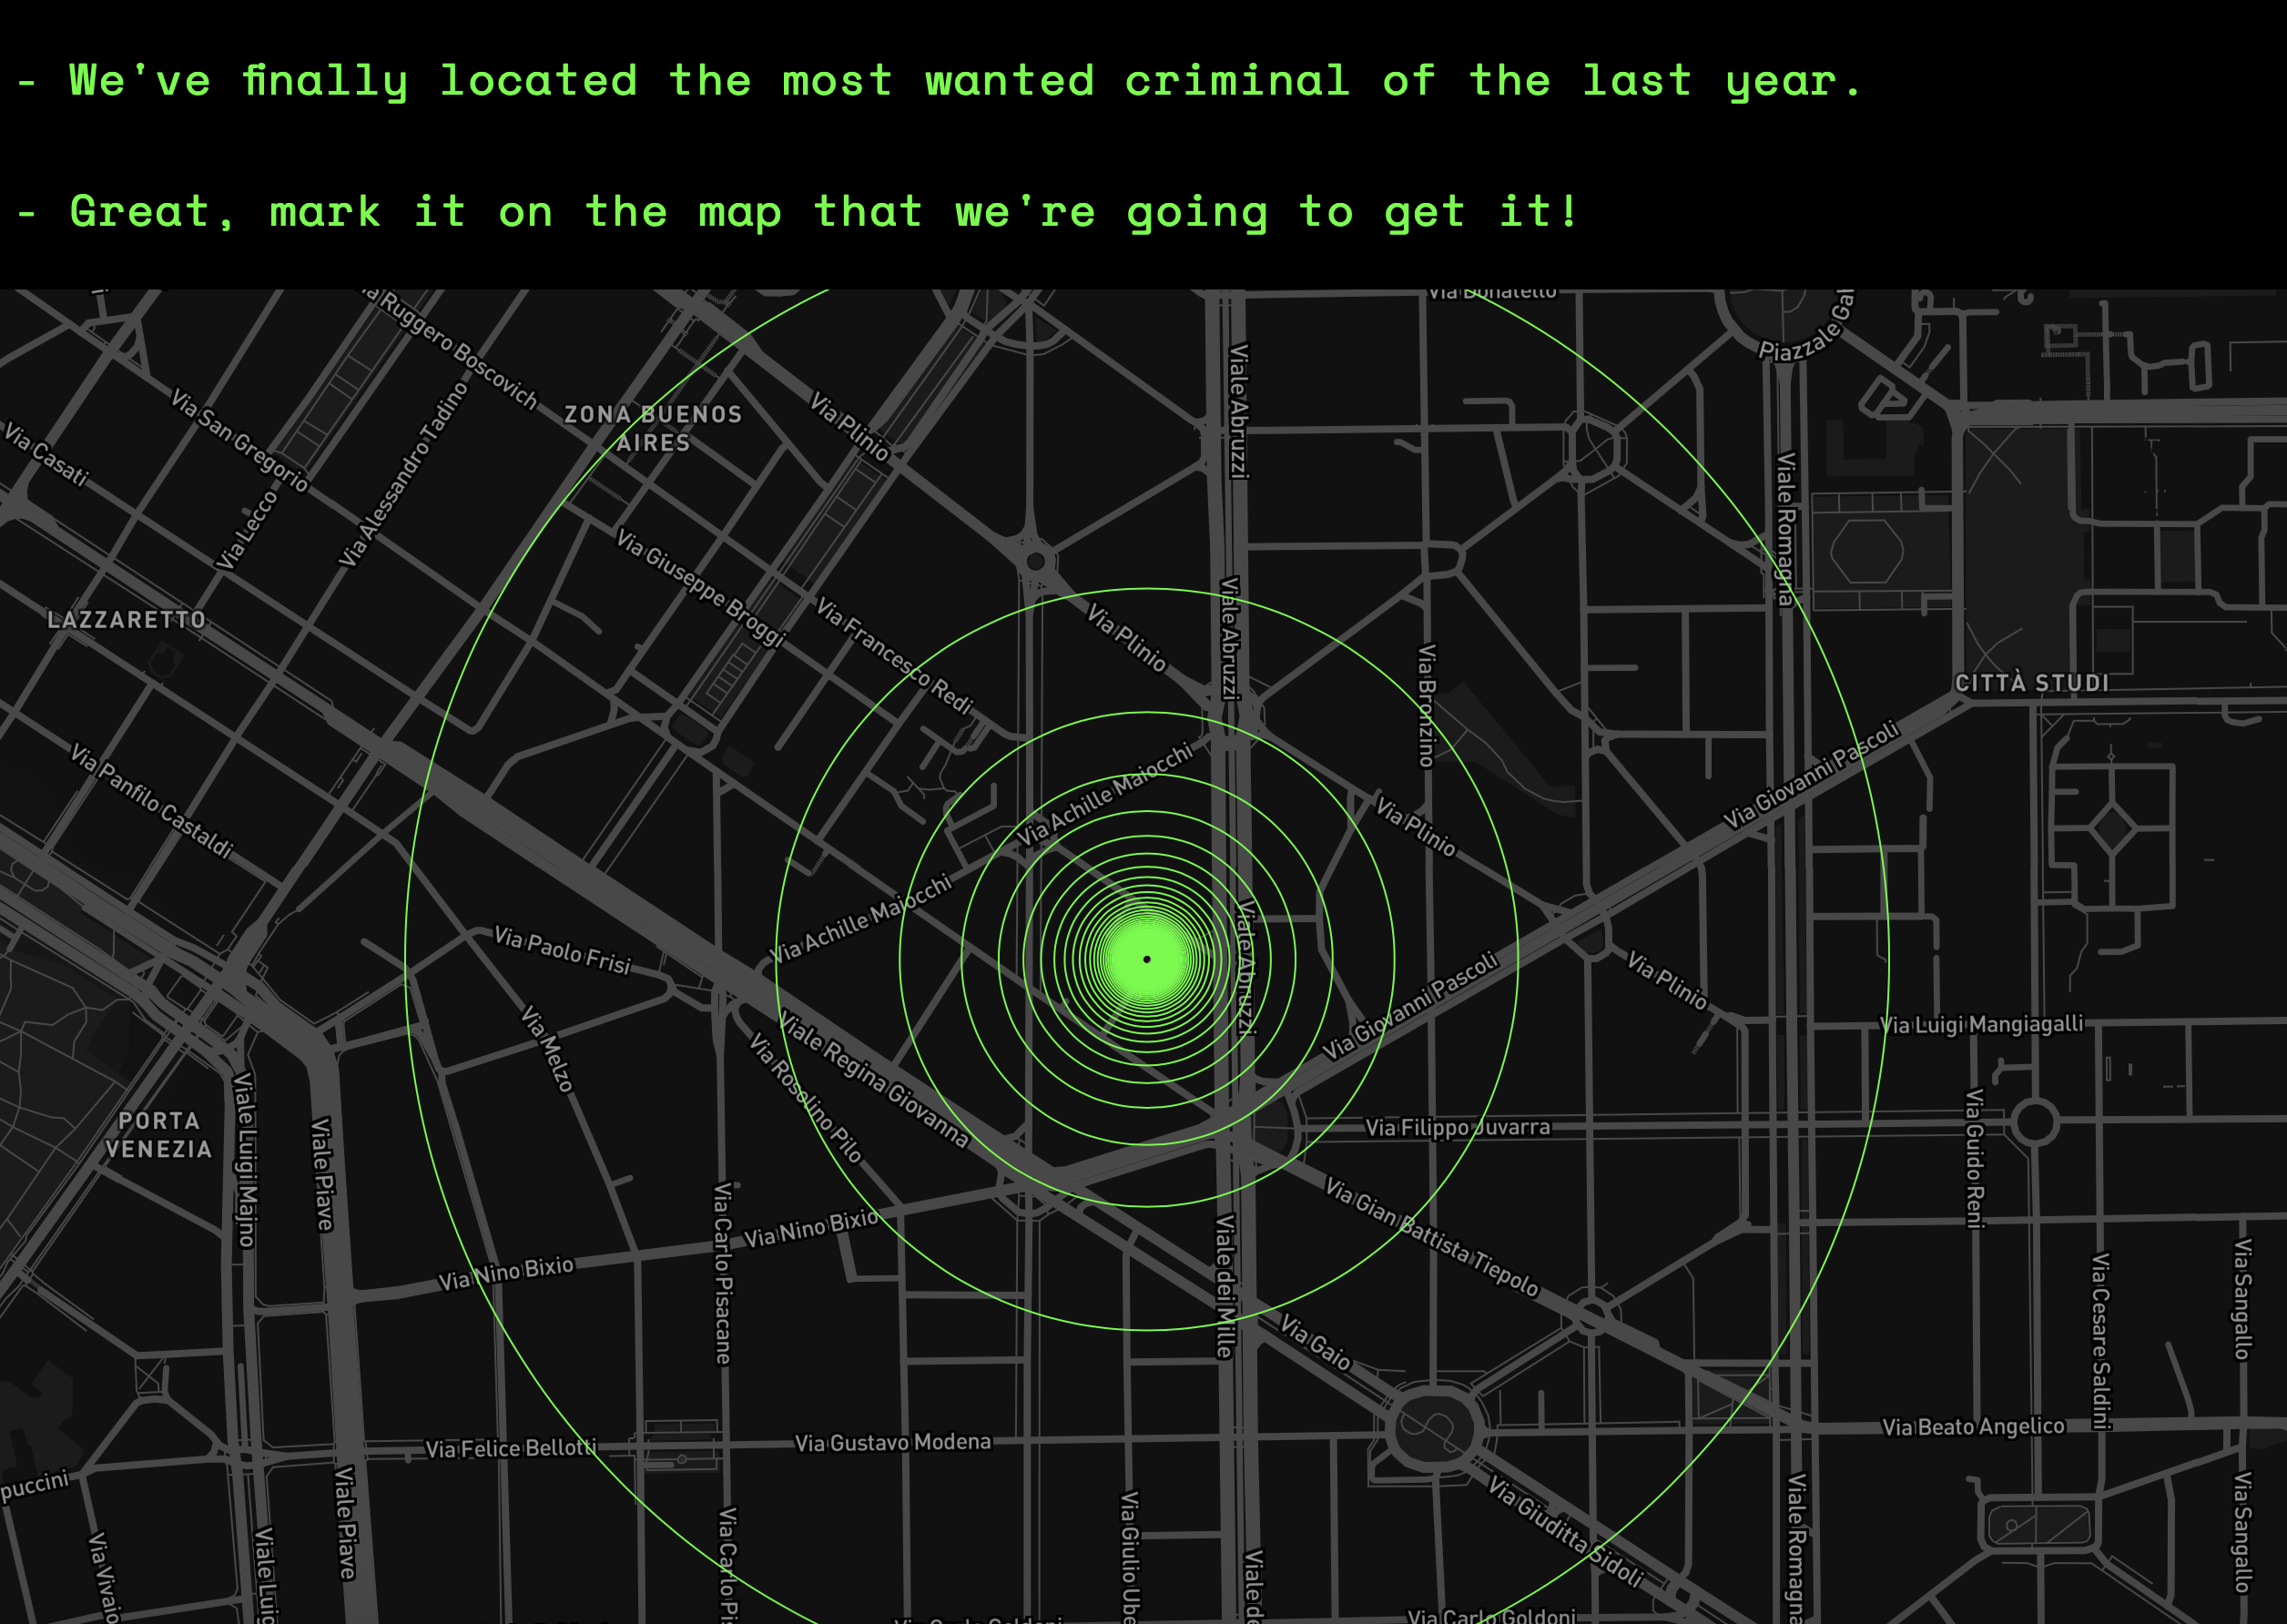 - We've finally located the most wanted criminal of the last year.
- Great, mark it on the map that we're going to get it!
Via Donatello
Via Ruggero Boscovich
Piazzale Ga
Viale Abruzzi
Via San Gregorio
ZONA BUENOS
AIRES
Via Plinio
Via Casati
Via Alessandro Tadino
Via Lecco
Viale Romagna
Via Giuseppe Broggi
LAZZARETTO
Via Francesco Redi
Via Plinio
Viale Abruzzi
Via Bronzino
CITTÀ STUDI
Via Panfilo Castaldi
Via Achille Maiocchi
Via Plinio
Via Giovanni Pascoli
Via Achille Maiocchi
Via Paolo Frisi
Viale Abruzzi
Via Giovanni Pascoli
Via Plinio
Via Luigi Mangiagalli
Via Melzo
Viale Regina Giovanna
Via Rosolino Pilo
PORTA
VENEZIA
Viale Luigi Majno
Viale Piave
Via Filippo Juvarra
Via Guido Reni
Via Carlo Pisacane
Via Nino Bixio
Via Nino Bixio
Via Gian Battista Tiepolo
Viale dei Mille
Via Gaio
Via Cesare Saldini
Via Sangallo
Via Felice Bellotti
Via Gustavo Modena
Via Beato Angelico
puccini
Viale Piave
Via Vivaio
Viale Luig
Via Carlo Pis
Via Giulio Ube
Viale d
Via Giuditta Sidoli
Viale Romagna
Via Sangallo
Via Carlo Goldoni
Via Carlo Goldoni